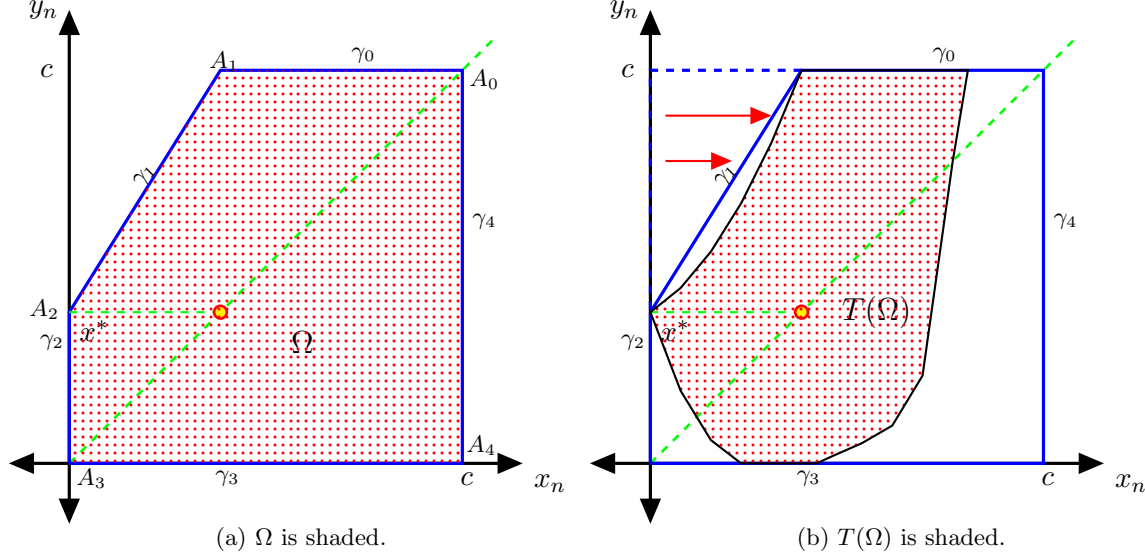 y_n
c
A_1
γ_0
A_0
γ_1
γ_4
A_2
γ_2
x*
Ω
A_3
γ_3
A_4
c
x_n
(a) Ω is shaded.
y_n
c
γ_0
γ_1
γ_4
γ_2
x*
T(Ω)
γ_3
c
x_n
(b) T(Ω) is shaded.